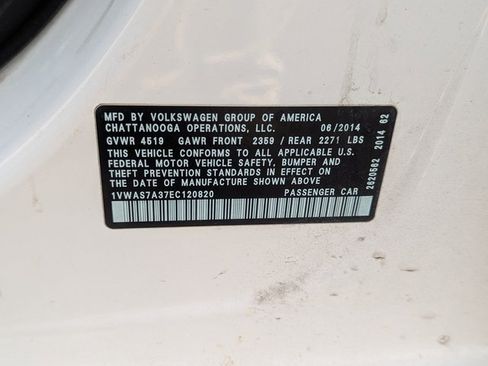 MFD BY VOLKSWAGEN GROUP OF AMERICA
CHATTANOOGA OPERATIONS, LLC. 06/2014
GVWR 4519 GAWR FRONT 2359 / REAR 2271 LBS
THIS VEHICLE CONFORMS TO ALL APPLICABLE U.S.
FEDERAL MOTOR VEHICLE SAFETY, BUMPER AND
THEFT PREVENTION STANDARDS IN EFFECT ON THE
DATE OF MANUFACTURE SHOWN ABOVE
1VWAS7A37EC120820 PASSENGER CAR
2620562 2014 62